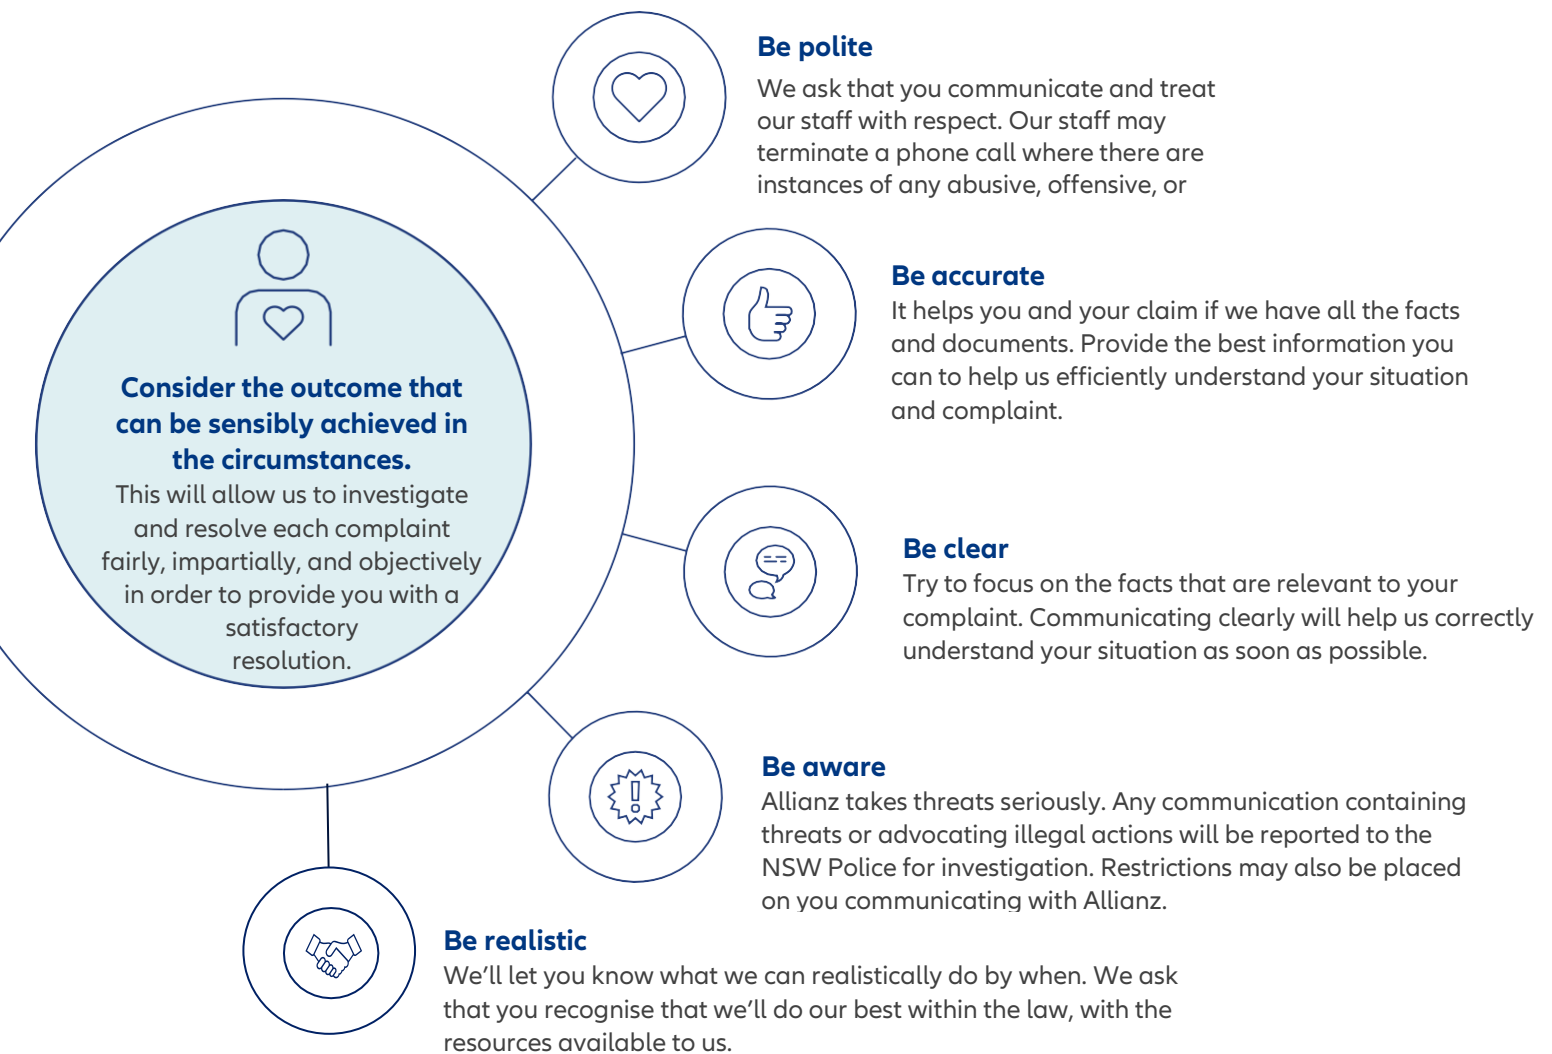 Be polite
We ask that you communicate and treat
our staff with respect. Our staff may
terminate a phone call where there are
instances of any abusive, offensive, or
Be accurate
It helps you and your claim if we have all the facts
and documents. Provide the best information you
can to help us efficiently understand your situation
and complaint.
Consider the outcome that
can be sensibly achieved in
the circumstances.
This will allow us to investigate
and resolve each complaint
fairly, impartially, and objectively
in order to provide you with a
satisfactory
resolution.
Be clear
Try to focus on the facts that are relevant to your
complaint. Communicating clearly will help us correctly
understand your situation as soon as possible.
Be aware
Allianz takes threats seriously. Any communication containing
threats or advocating illegal actions will be reported to the
NSW Police for investigation. Restrictions may also be placed
on you communicating with Allianz.
Be realistic
We’ll let you know what we can realistically do by when. We ask
that you recognise that we’ll do our best within the law, with the
resources available to us.